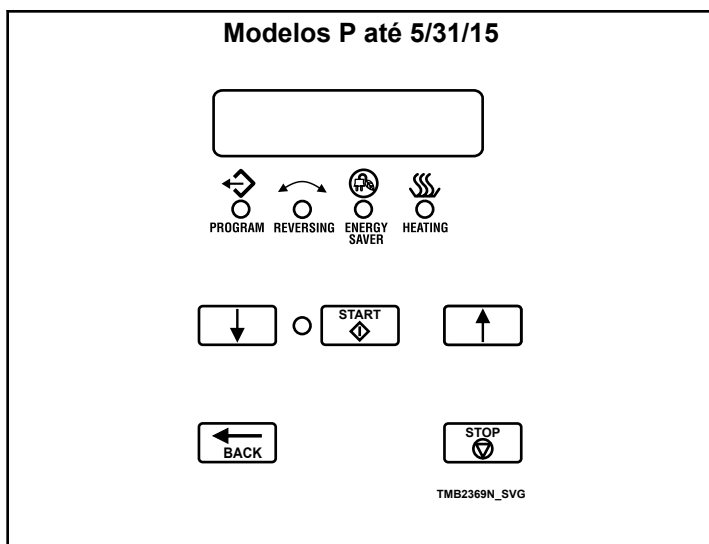 Modelos P até 5/31/15
PROGRAM REVERSING ENERGY SAVER HEATING
START
BACK
STOP
TMB2369N_SVG